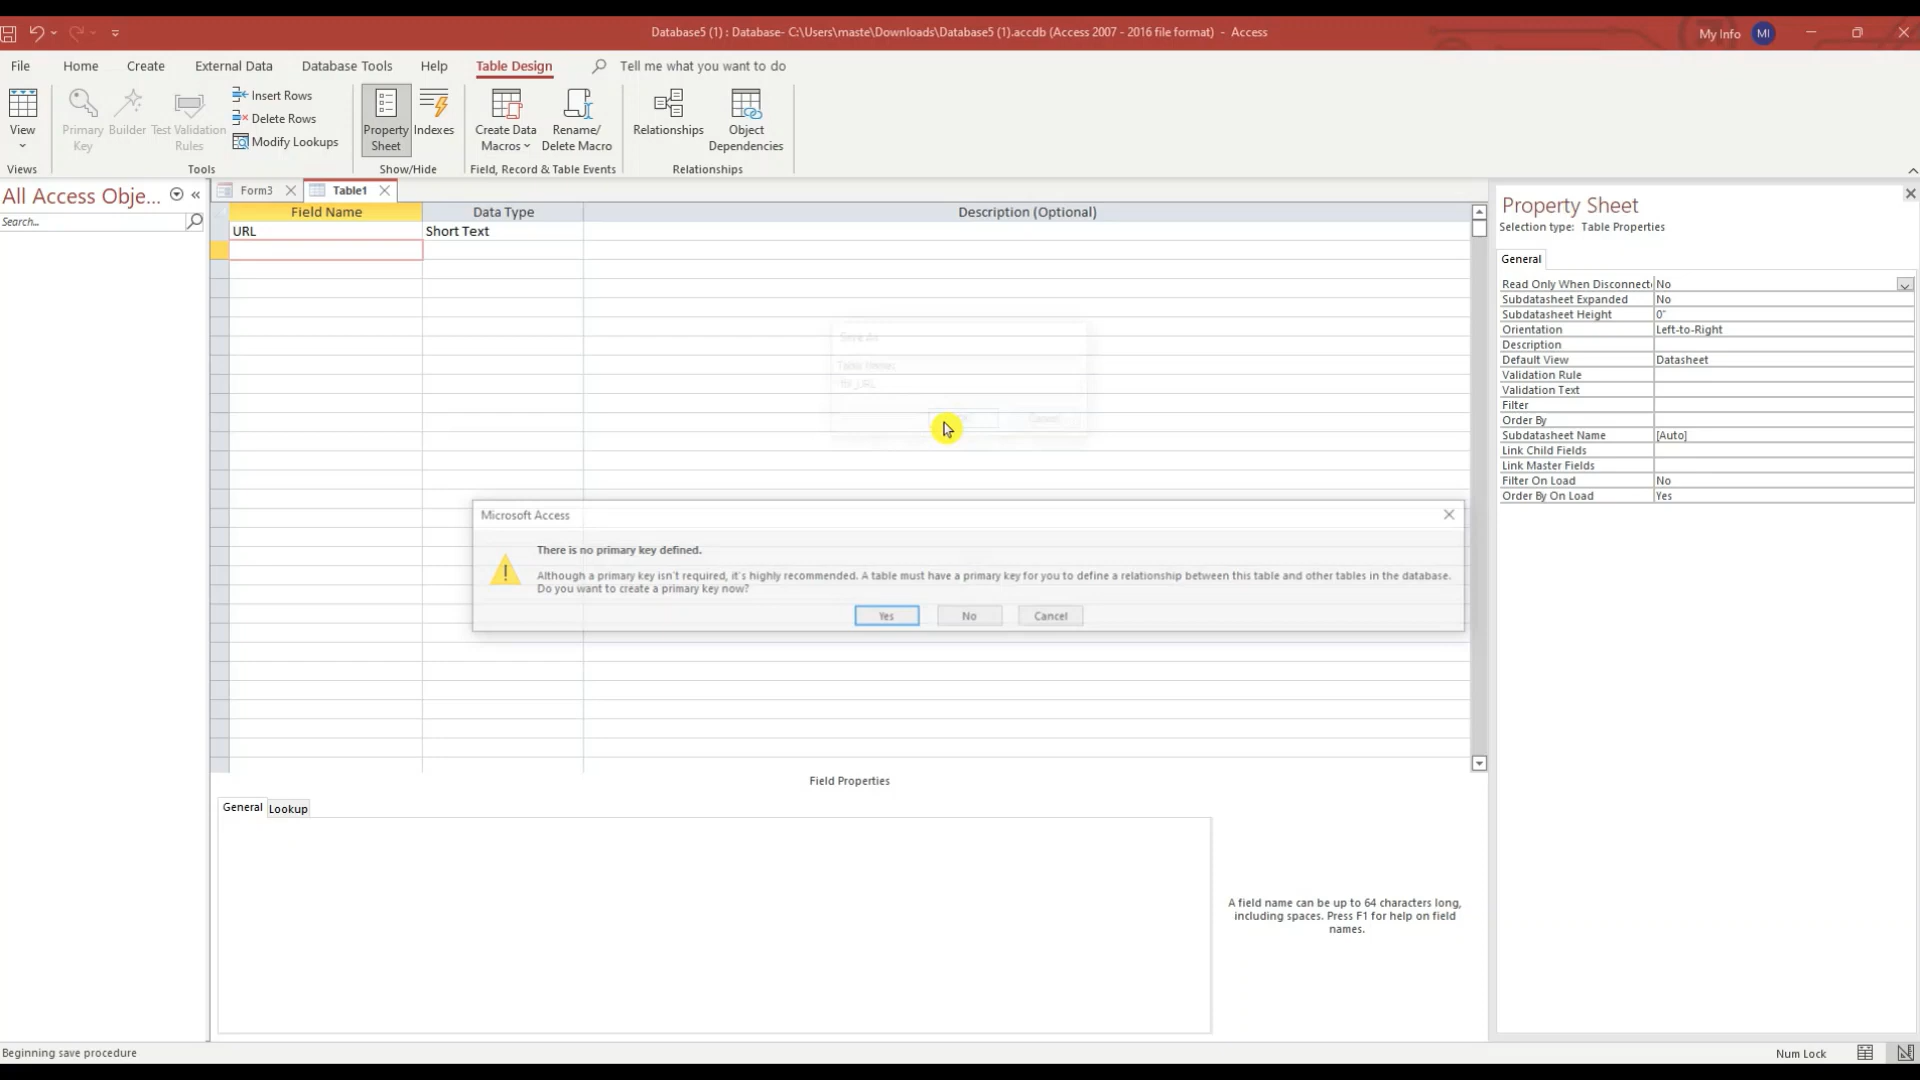 Database5 (1) : Database- C:\Users\maste\Downloads\Database5 (1).accdb (Access 2007 - 2016 file format) - Access
My Info MI
File Home Create External Data Database Tools Help Table Design Tell me what you want to do
View
Primary Key
Builder
Test Validation Rules
Insert Rows
Delete Rows
Modify Lookups
Property Sheet
Indexes
Create Data Macros
Rename/ Delete Macro
Relationships
Object Dependencies
Views Tools Show/Hide Field, Record & Table Events Relationships
All Access Obje...
Search...
Form3 Table1
Field Name Data Type Description (Optional)
URL Short Text
Save As
Table Name:
tbl_URL
Cancel
Microsoft Access
There is no primary key defined.
Although a primary key isn't required, it's highly recommended. A table must have a primary key for you to define a relationship between this table and other tables in the database.
Do you want to create a primary key now?
Yes No Cancel
Field Properties
General Lookup
A field name can be up to 64 characters long,
including spaces. Press F1 for help on field
names.
Property Sheet
Selection type: Table Properties
General
Read Only When Disconnect No
Subdatasheet Expanded No
Subdatasheet Height 0"
Orientation Left-to-Right
Description
Default View Datasheet
Validation Rule
Validation Text
Filter
Order By
Subdatasheet Name [Auto]
Link Child Fields
Link Master Fields
Filter On Load No
Order By On Load Yes
Beginning save procedure
Num Lock